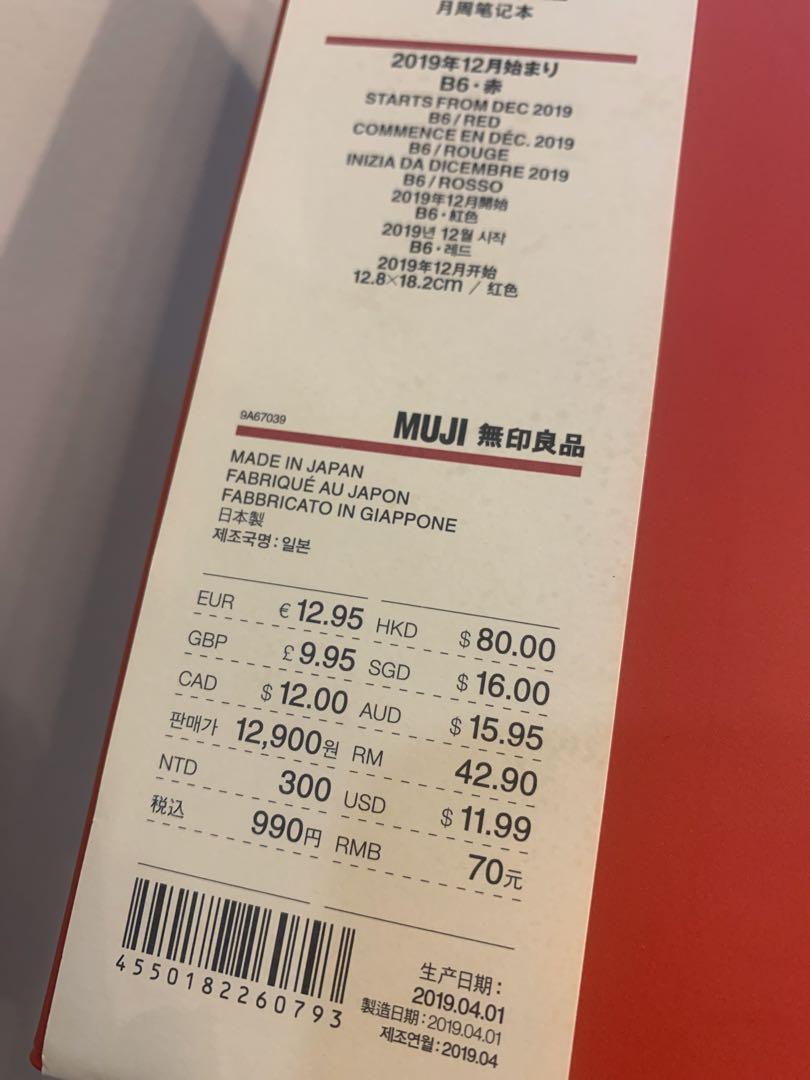 月周笔记本
2019年12月始まり
B6・赤
STARTS FROM DEC 2019
B6/RED
COMMENCE EN DÉC. 2019
B6/ROUGE
INIZIA DA DICEMBRE 2019
B6/ROSSO
2019年12月開始
B6・紅色
2019년 12월 시작
B6・레드
2019年12月开始
12.8×18.2cm / 红色
9A67039
MUJI 無印良品
MADE IN JAPAN
FABRIQUÉ AU JAPON
FABBRICATO IN GIAPPONE
日本製
제조국명:일본
EUR € 12.95 HKD $ 80.00
GBP £ 9.95 SGD $ 16.00
CAD $ 12.00 AUD $ 15.95
판매가 12,900원 RM 42.90
NTD 300 USD $ 11.99
税込 990円 RMB 70元
4550182260793
生产日期:
2019.04.01
製造日期:2019.04.01
제조연월:2019.04